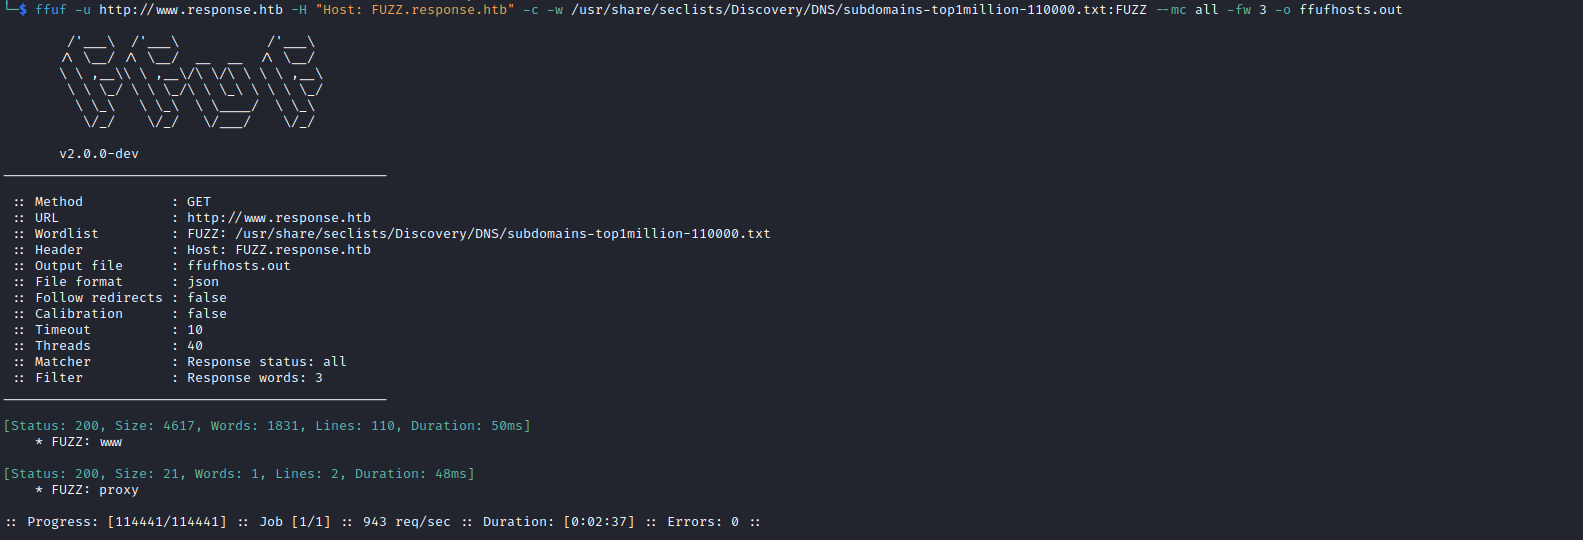 └─$ ffuf -u http://www.response.htb -H "Host: FUZZ.response.htb" -c -w /usr/share/seclists/Discovery/DNS/subdomains-top1million-110000.txt:FUZZ --mc all -fw 3 -o ffufhosts.out
        /'___\  /'___\           /'___\
       /\ \__/ /\ \__/  __  __  /\ \__/
       \ \ ,__\\ \ ,__\/\ \/\ \ \ \ ,__\
        \ \ \_/ \ \ \_/\ \ \_\ \ \ \ \_/
         \ \_\   \ \_\  \ \____/  \ \_\
          \/_/    \/_/   \/___/    \/_/
       v2.0.0-dev
________________________________________________
 :: Method           : GET
 :: URL              : http://www.response.htb
 :: Wordlist         : FUZZ: /usr/share/seclists/Discovery/DNS/subdomains-top1million-110000.txt
 :: Header           : Host: FUZZ.response.htb
 :: Output file      : ffufhosts.out
 :: File format      : json
 :: Follow redirects : false
 :: Calibration      : false
 :: Timeout          : 10
 :: Threads          : 40
 :: Matcher          : Response status: all
 :: Filter           : Response words: 3
________________________________________________
[Status: 200, Size: 4617, Words: 1831, Lines: 110, Duration: 50ms]
    * FUZZ: www
[Status: 200, Size: 21, Words: 1, Lines: 2, Duration: 48ms]
    * FUZZ: proxy
:: Progress: [114441/114441] :: Job [1/1] :: 943 req/sec :: Duration: [0:02:37] :: Errors: 0 ::